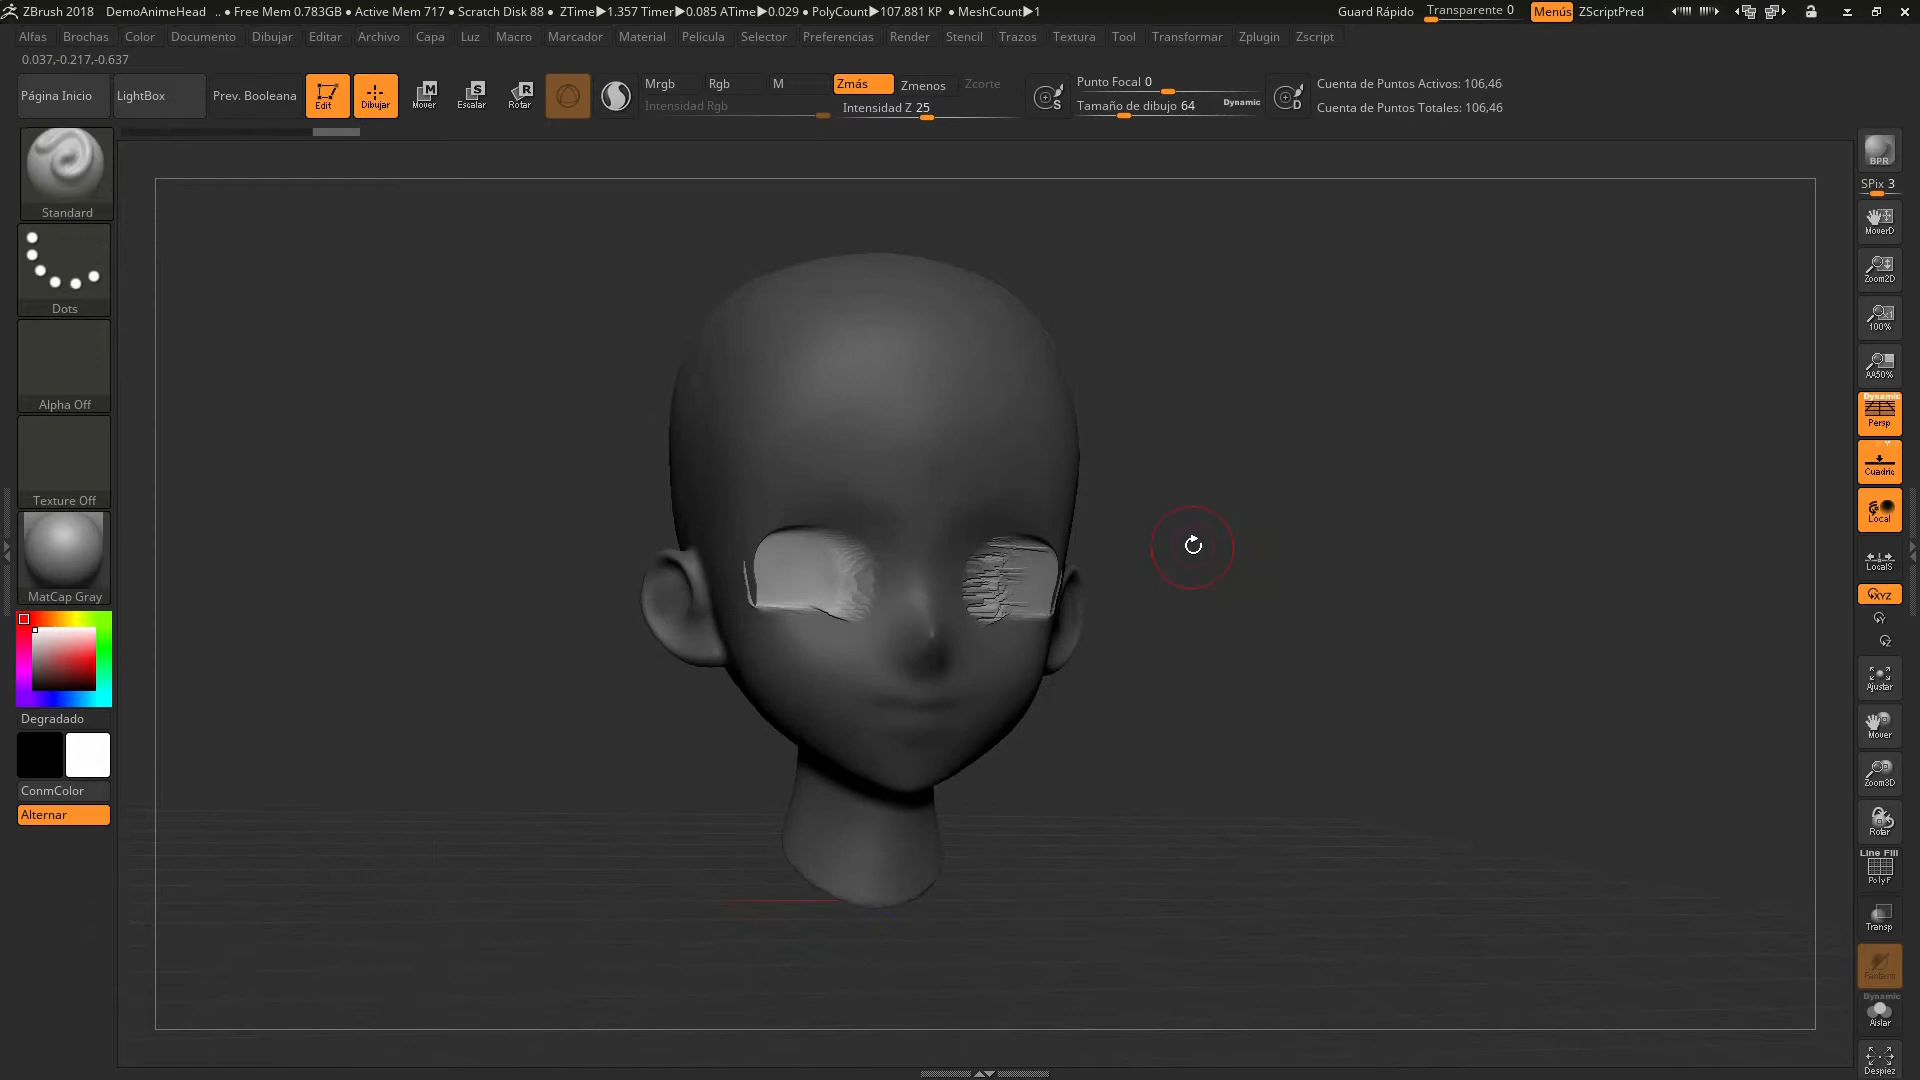 ZBrush 2018 DemoAnimeHead .. • Free Mem 0.783GB • Active Mem 717 • Scratch Disk 88 • ZTime▶1.357 Timer▶0.085 ATime▶0.029 • PolyCount▶107.881 KP • MeshCount▶1 Guard Rápido Transparente 0 Menús ZScriptPred
Alfas Brochas Color Documento Dibujar Editar Archivo Capa Luz Macro Marcador Material Pelicula Selector Preferencias Render Stencil Trazos Textura Tool Transformar Zplugin Zscript
0.037,-0.217,-0.637
Página Inicio LightBox Prev. Booleana Edit Dibujar Mover Escalar Rotar
Mrgb Rgb M Zmás Zmenos Zcorte
Intensidad Rgb Intensidad Z 25
Punto Focal 0
Tamaño de dibujo 64 Dynamic
Cuenta de Puntos Activos: 106,46
Cuenta de Puntos Totales: 106,46
Standard
Dots
Alpha Off
Texture Off
MatCap Gray
Degradado
ConmColor
Alternar
BPR
SPix 3
MoverD
Zoom2D
100%
AA50%
Dynamic
Persp
Cuadric
Local
LocalS
XYZ
Y
Z
Ajustar
Mover
Zoom3D
Rotar
Line Fill
PolyF
Transp
Fantasm
Dynamic
Aislar
Despiez